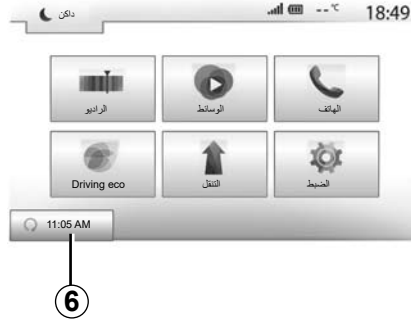 داكن
--°C
18:49
الراديو
الوسائط
الهاتف
Driving eco
التنقل
الضبط
11:05 AM
6